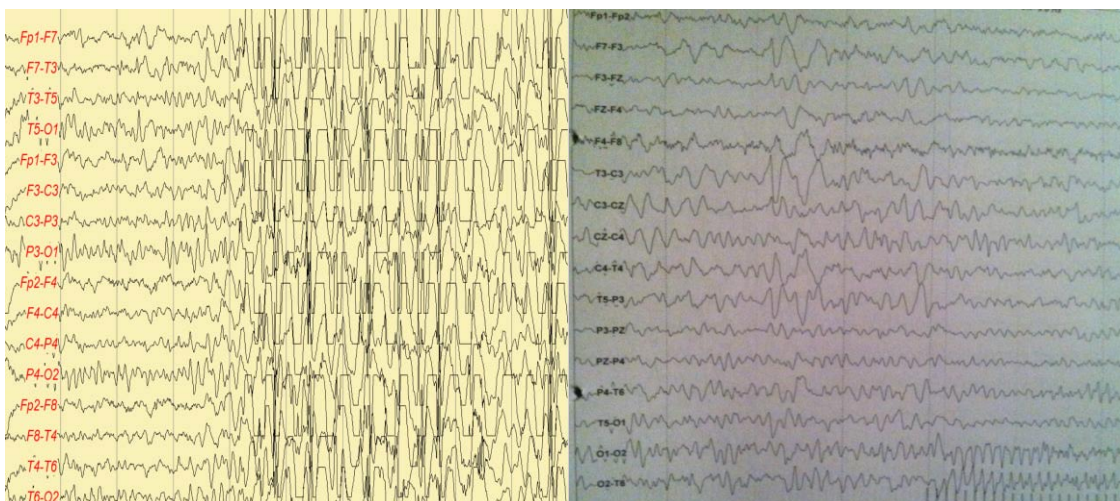 Fp1-F7
F7-T3
T3-T5
T5-O1
Fp1-F3
F3-C3
C3-P3
P3-O1
Fp2-F4
F4-C4
C4-P4
P4-O2
Fp2-F8
F8-T4
T4-T6
T6-O2
Fp1-Fp2
F7-F3
F3-FZ
FZ-F4
F4-F8
T3-C3
C3-CZ
CZ-C4
C4-T4
T5-P3
P3-PZ
PZ-P4
P4-T6
T5-O1
O1-O2
O2-T6